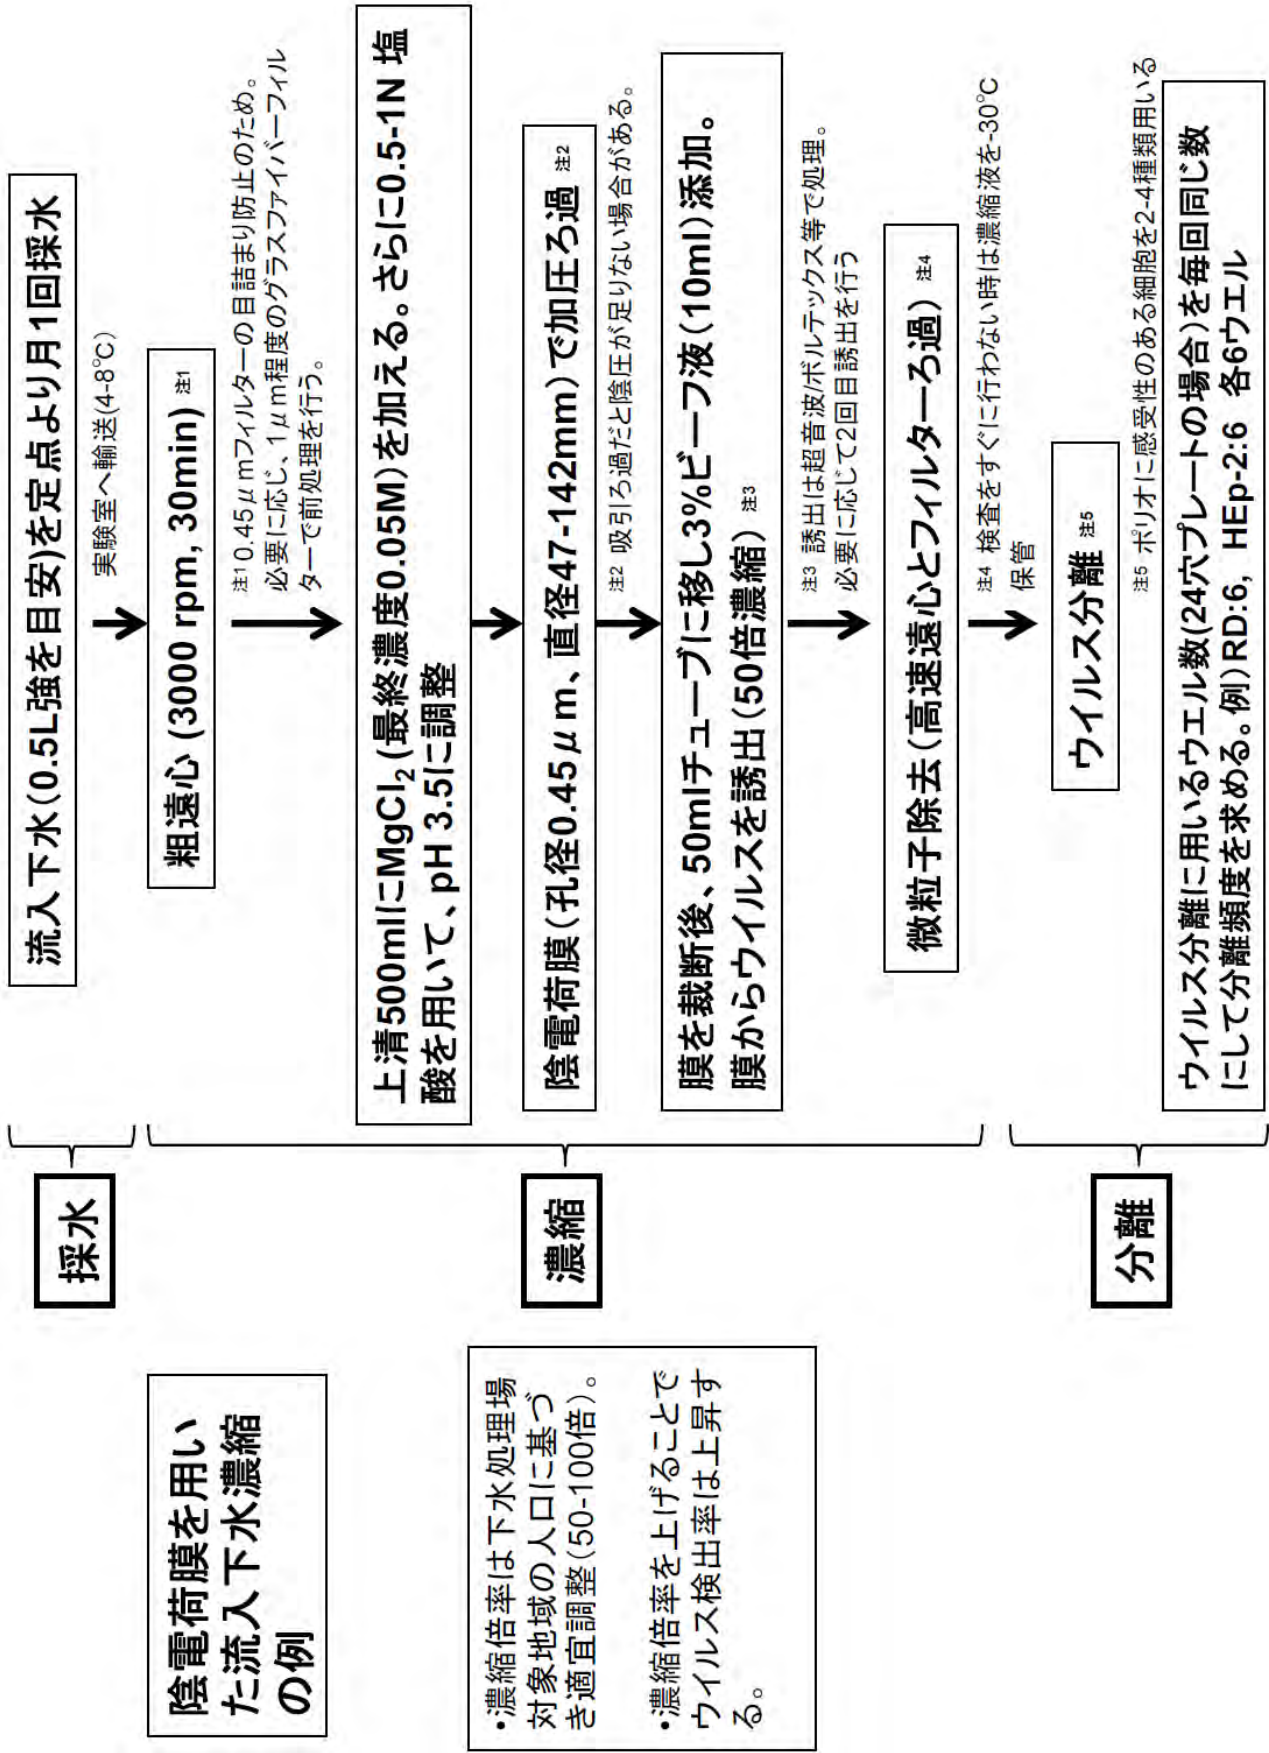 陰電荷膜を用い
た流入下水濃縮
の例
・濃縮倍率は下水処理場
対象地域の人口に基づ
き適宜調整(50-100倍)。
・濃縮倍率を上げることで
ウイルス検出率は上昇す
る。
採水
流入下水(0.5L強を目安)を定点より月1回採水
実験室へ輸送(4-8℃)
濃縮
粗遠心 (3000 rpm, 30min) 注1
注1 0.45μmフィルターの目詰まり防止のため。
必要に応じ、1μm程度のグラスファイバーフィル
ターで前処理を行う。
上清500mlにMgCl2(最終濃度0.05M)を加える。さらに0.5-1N 塩
酸を用いて、pH 3.5に調整
陰電荷膜(孔径0.45μm、直径47-142mm)で加圧ろ過 注2
注2 吸引ろ過だと陰圧が足りない場合がある。
膜を裁断後、50mlチューブに移し3%ビーフ液(10ml)添加。
膜からウイルスを誘出(50倍濃縮) 注3
注3 誘出は超音波/ボルテックス等で処理。
必要に応じて2回目誘出を行う
微粒子除去(高速遠心とフィルターろ過) 注4
注4 検査をすぐに行わない時は濃縮液を-30℃
保管
分離
ウイルス分離 注5
注5 ポリオに感受性のある細胞を2-4種類用いる
ウイルス分離に用いるウエル数(24穴プレートの場合)を毎回同じ数
にして分離頻度を求める。例)RD:6, HEp-2:6 各6ウエル